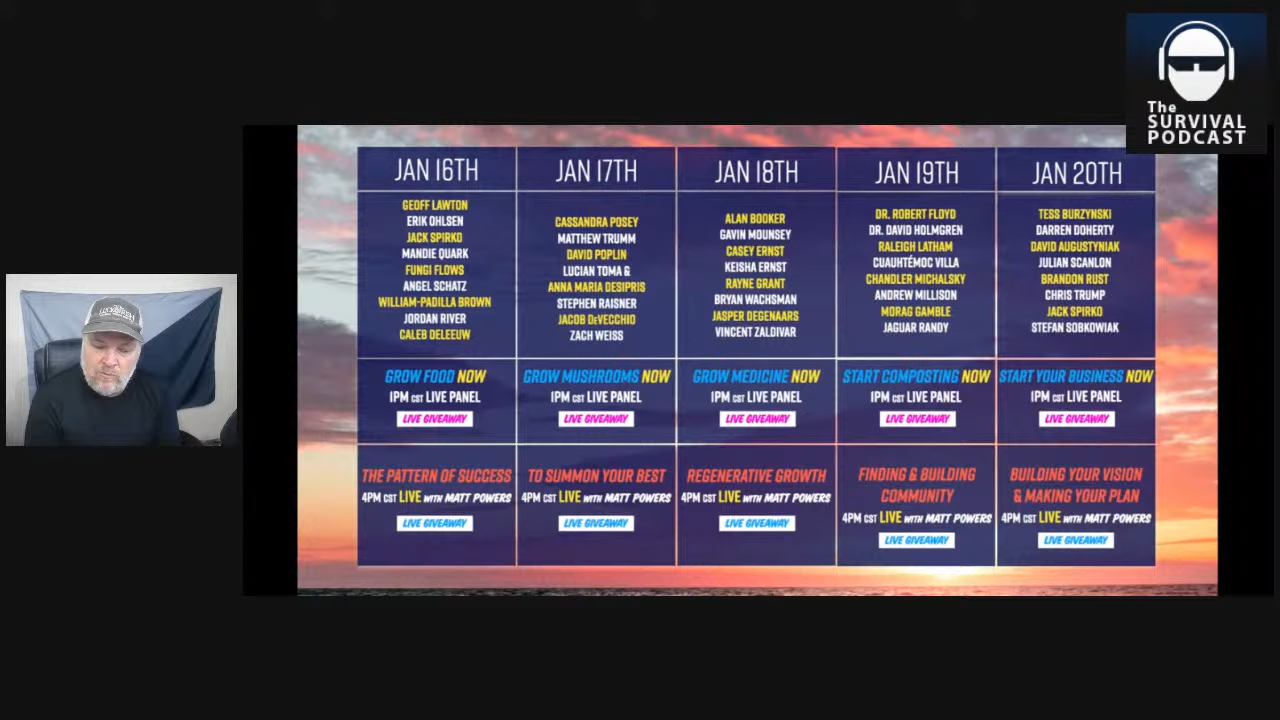 The
SURVIVAL
PODCAST
JAN 16TH
GEOFF LAWTON
ERIK OHLSEN
JACK SPIRKO
MANDIE QUARK
FUNGI FLOWS
ANGEL SCHATZ
WILLIAM-PADILLA BROWN
JORDAN RIVER
CALEB DELEEUW
GROW FOOD NOW
1PM CST LIVE PANEL
LIVE GIVEAWAY
THE PATTERN OF SUCCESS
4PM CST LIVE WITH MATT POWERS
LIVE GIVEAWAY
JAN 17TH
CASSANDRA POSEY
MATTHEW TRUMM
DAVID POPLIN
LUCIAN TOMA &
ANNA MARIA DESIPRIS
STEPHEN RAISNER
JACOB DeVECCHIO
ZACH WEISS
GROW MUSHROOMS NOW
1PM CST LIVE PANEL
LIVE GIVEAWAY
TO SUMMON YOUR BEST
4PM CST LIVE WITH MATT POWERS
LIVE GIVEAWAY
JAN 18TH
ALAN BOOKER
GAVIN MOUNSEY
CASEY ERNST
KEISHA ERNST
RAYNE GRANT
BRYAN WACHSMAN
JASPER DEGENAARS
VINCENT ZALDIVAR
GROW MEDICINE NOW
1PM CST LIVE PANEL
LIVE GIVEAWAY
REGENERATIVE GROWTH
4PM CST LIVE WITH MATT POWERS
LIVE GIVEAWAY
JAN 19TH
DR. ROBERT FLOYD
DR. DAVID HOLMGREN
RALEIGH LATHAM
CUAUHTÉMOC VILLA
CHANDLER MICHALSKY
ANDREW MILLISON
MORAG GAMBLE
JAGUAR RANDY
START COMPOSTING NOW
1PM CST LIVE PANEL
LIVE GIVEAWAY
FINDING & BUILDING
COMMUNITY
4PM CST LIVE WITH MATT POWERS
LIVE GIVEAWAY
JAN 20TH
TESS BURZYNSKI
DARREN DOHERTY
DAVID AUGUSTYNIAK
JULIAN SCANLON
BRANDON RUST
CHRIS TRUMP
JACK SPIRKO
STEFAN SOBKOWIAK
START YOUR BUSINESS NOW
1PM CST LIVE PANEL
LIVE GIVEAWAY
BUILDING YOUR VISION
& MAKING YOUR PLAN
4PM CST LIVE WITH MATT POWERS
LIVE GIVEAWAY